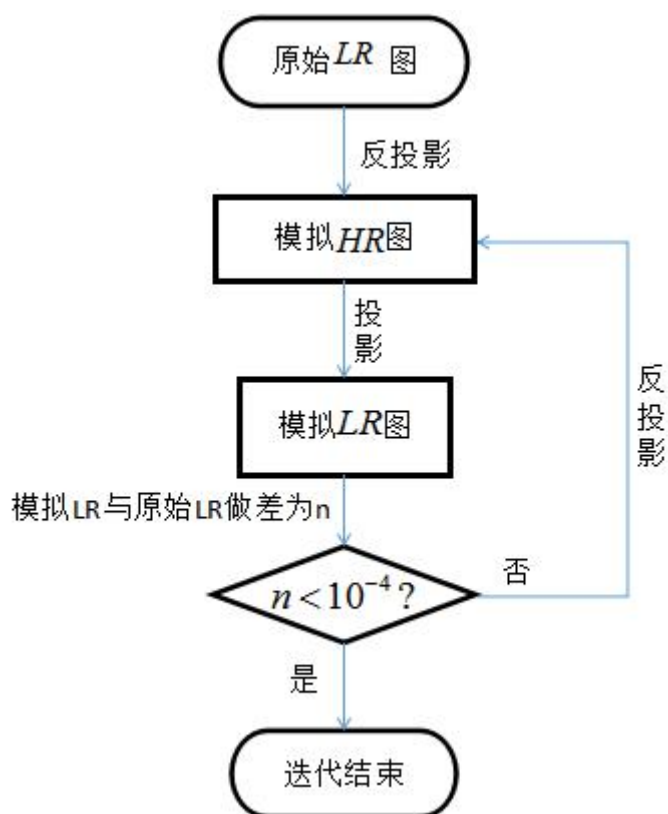 原始LR 图
反投影
模拟HR图
投
影
模拟LR图
反
投
影
模拟LR与原始LR做差为n
n<10⁻⁴?
否
是
迭代结束